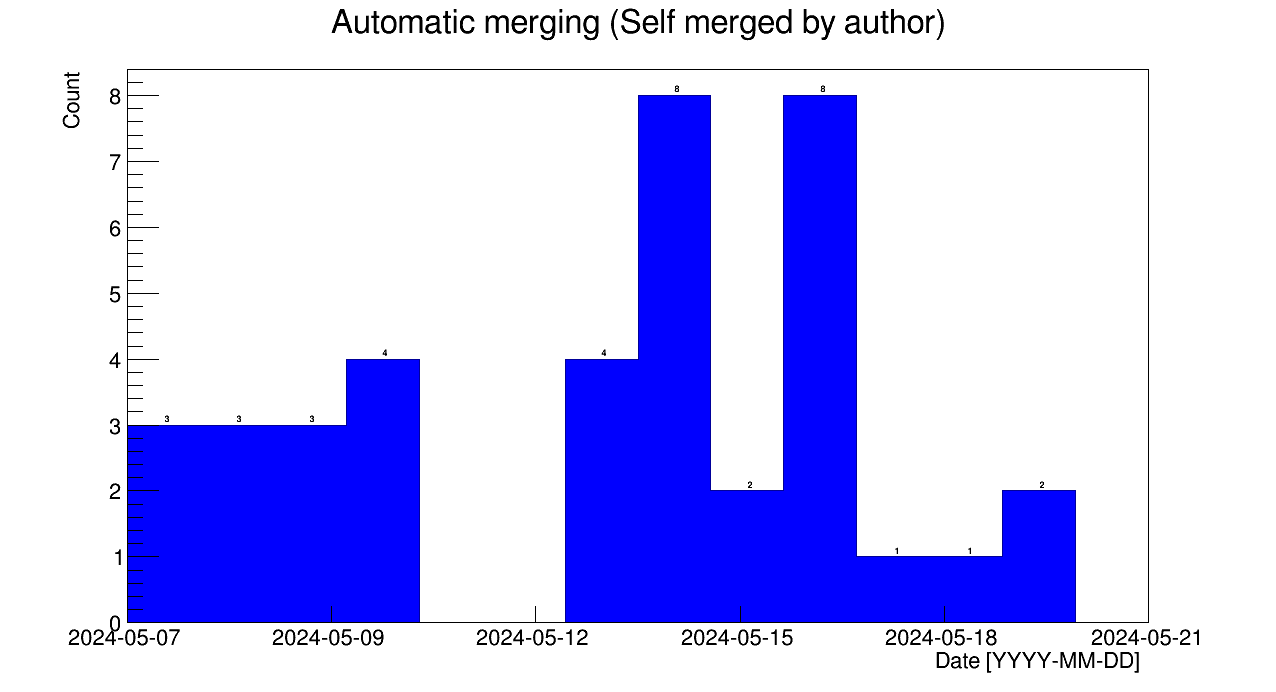 Automatic merging (Self merged by author)
Count
8
7
6
5
4
3
2
1
0
3 3 3 4 4 8 2 8 1 1 2
2024-05-07 2024-05-09 2024-05-12 2024-05-15 2024-05-18 2024-05-21
Date [YYYY-MM-DD]